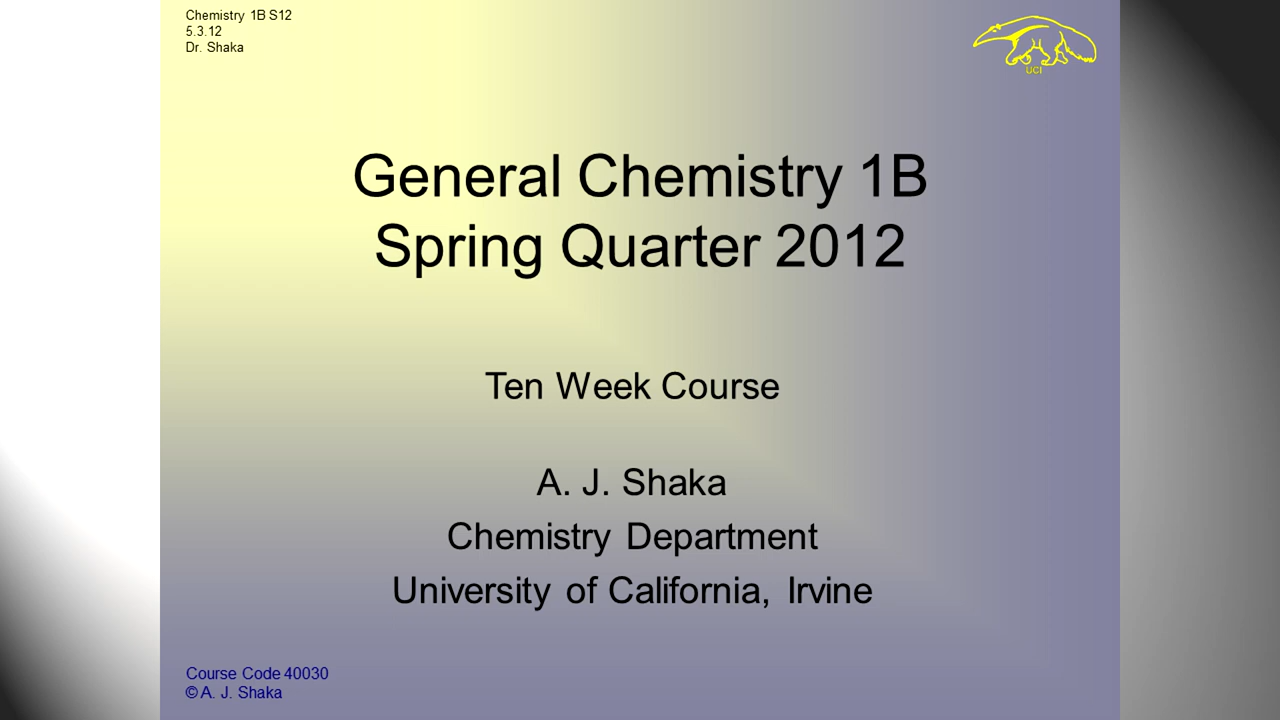 Chemistry 1B S12
5.3.12
Dr. Shaka
UCI
General Chemistry 1B
Spring Quarter 2012
Ten Week Course
A. J. Shaka
Chemistry Department
University of California, Irvine
Course Code 40030
© A. J. Shaka